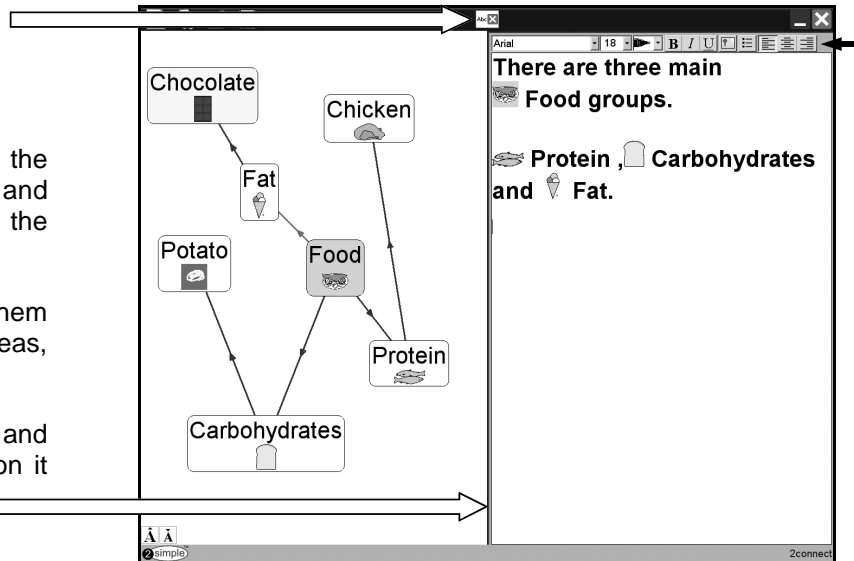 the
and
the
hem
eas,
and
on it
Abc
Chocolate
Chicken
Fat
Potato
Food
Protein
Carbohydrates
Arial
18
B I U
There are three main
Food groups.
Protein , Carbohydrates
and Fat.
Â Ǎ
2simple
2connect